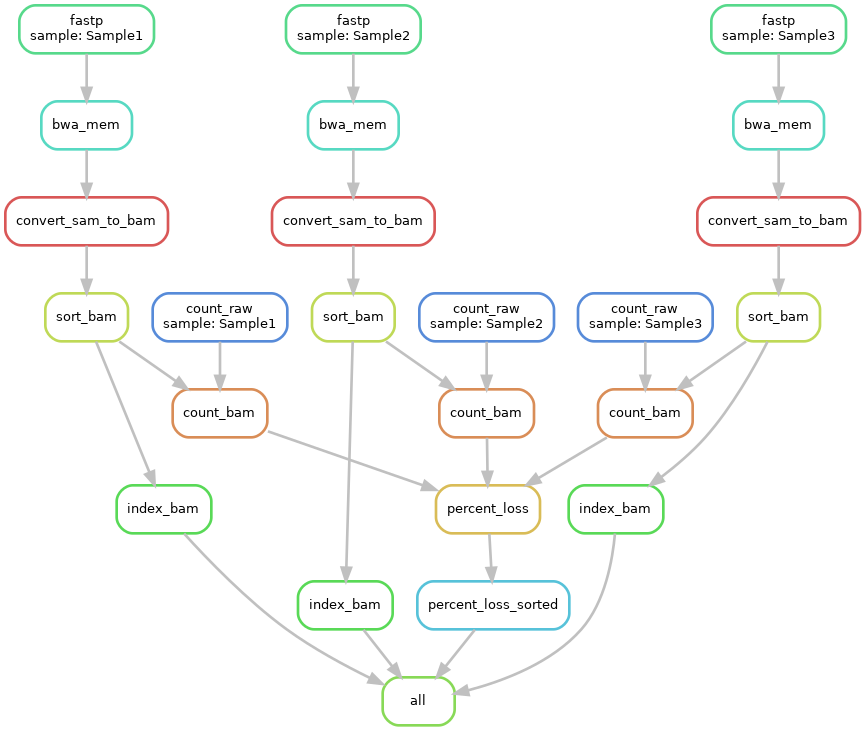 fastp
sample: Sample1
fastp
sample: Sample2
fastp
sample: Sample3
bwa_mem
bwa_mem
bwa_mem
convert_sam_to_bam
convert_sam_to_bam
convert_sam_to_bam
sort_bam
count_raw
sample: Sample1
sort_bam
count_raw
sample: Sample2
count_raw
sample: Sample3
sort_bam
count_bam
count_bam
count_bam
index_bam
percent_loss
index_bam
index_bam
percent_loss_sorted
all